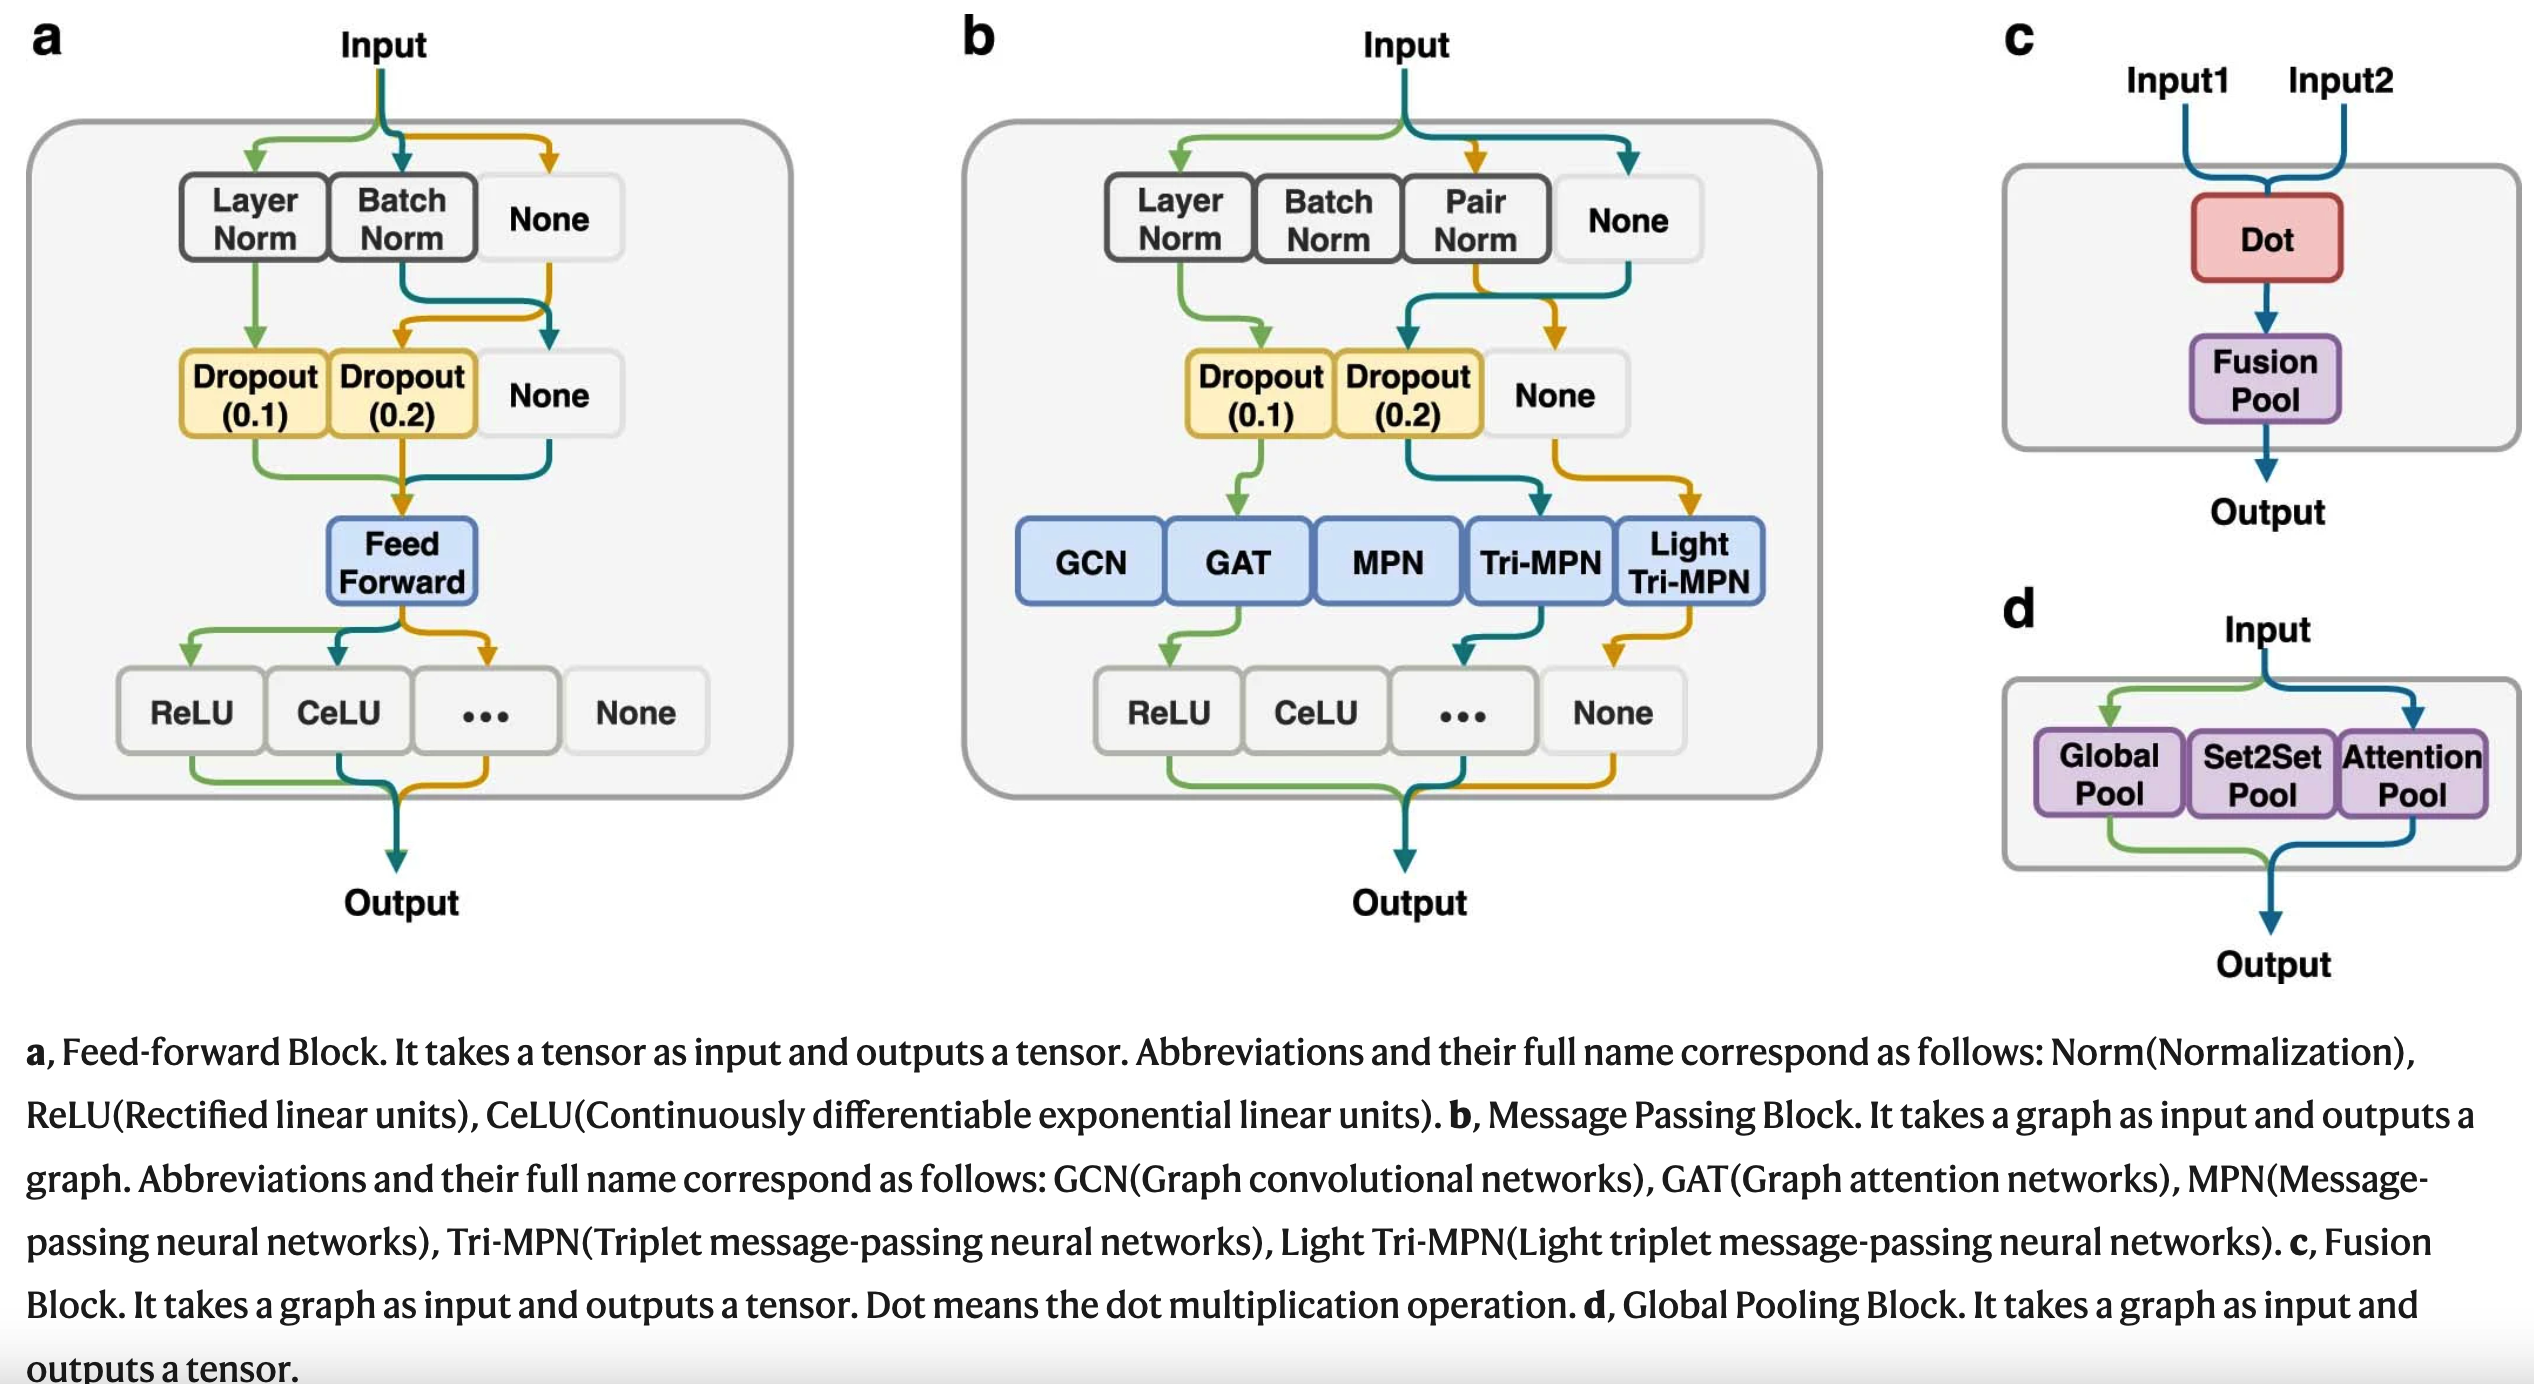 a
Input
Layer
Norm
Batch
Norm
None
Dropout
(0.1)
Dropout
(0.2)
None
Feed
Forward
ReLU
CeLU
...
None
Output
b
Input
Layer
Norm
Batch
Norm
Pair
Norm
None
Dropout
(0.1)
Dropout
(0.2)
None
GCN
GAT
MPN
Tri-MPN
Light
Tri-MPN
ReLU
CeLU
...
None
Output
c
Input1
Input2
Dot
Fusion
Pool
Output
d
Input
Global
Pool
Set2Set
Pool
Attention
Pool
Output
a, Feed-forward Block. It takes a tensor as input and outputs a tensor. Abbreviations and their full name correspond as follows: Norm(Normalization),
ReLU(Rectified linear units), CeLU(Continuously differentiable exponential linear units). b, Message Passing Block. It takes a graph as input and outputs a
graph. Abbreviations and their full name correspond as follows: GCN(Graph convolutional networks), GAT(Graph attention networks), MPN(Message-
passing neural networks), Tri-MPN(Triplet message-passing neural networks), Light Tri-MPN(Light triplet message-passing neural networks). c, Fusion
Block. It takes a graph as input and outputs a tensor. Dot means the dot multiplication operation. d, Global Pooling Block. It takes a graph as input and
outputs a tensor.